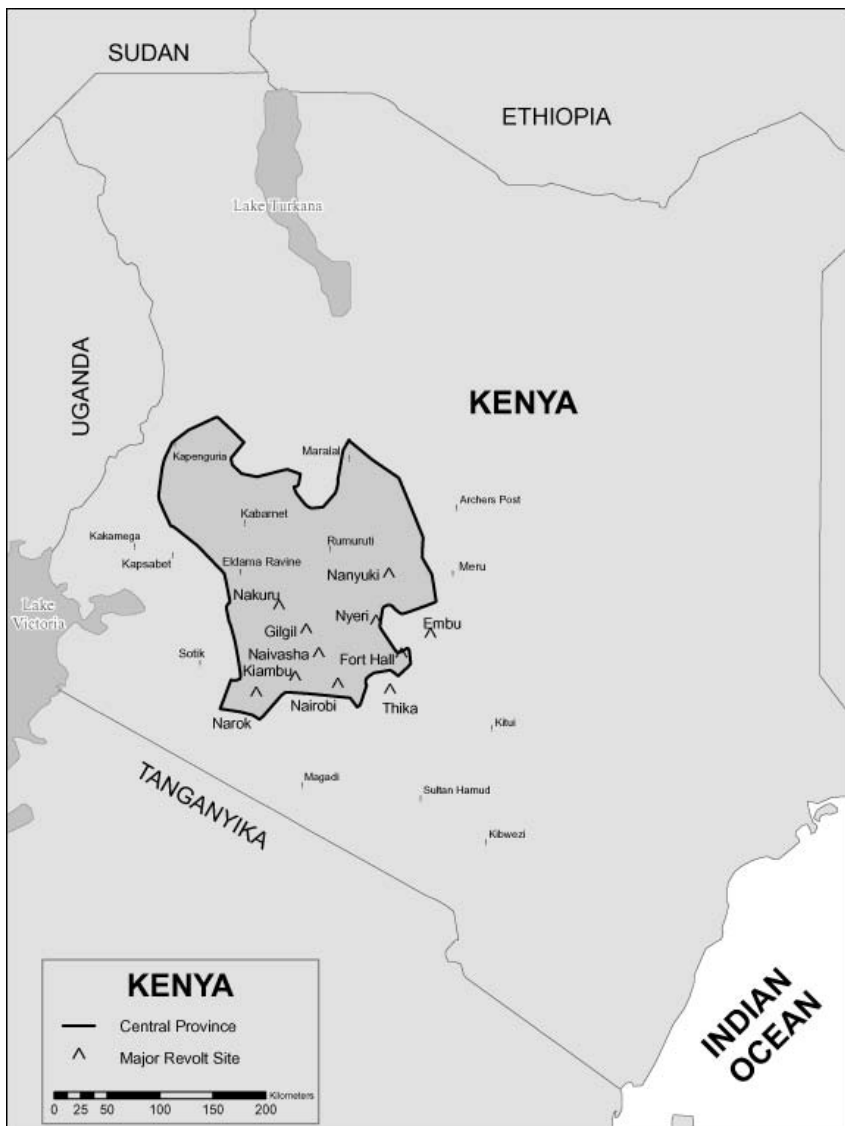 SUDAN
ETHIOPIA
Lake Turkana
UGANDA
KENYA
Kapenguria
Maralal
Archers Post
Kabarnet
Kakamega
Rumuruti
Kapsabet
Eldama Ravine
Nanyuki
Meru
Lake
Victoria
Nakuru
Nyeri
Embu
Gilgil
Sotik
Naivasha
Fort Hall
Kiambu
Narok
Nairobi
Thika
Kitui
TANGANYIKA
Magadi
Sultan Hamud
Kibwezi
INDIAN
OCEAN
KENYA
Central Province
Major Revolt Site
Kilometers
0 25 50 100 150 200